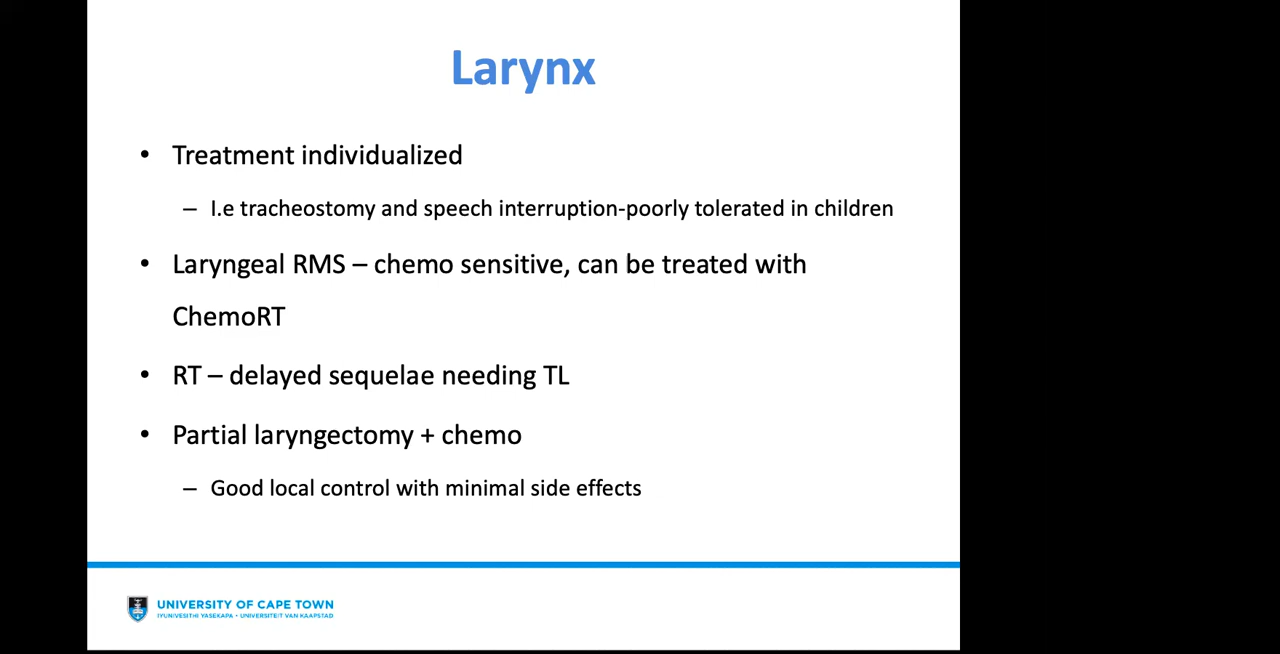 Larynx
• Treatment individualized
– I.e tracheostomy and speech interruption-poorly tolerated in children
• Laryngeal RMS – chemo sensitive, can be treated with
ChemoRT
• RT – delayed sequelae needing TL
• Partial laryngectomy + chemo
– Good local control with minimal side effects
UNIVERSITY OF CAPE TOWN
IYUNIVESITHI YASEKAPA • UNIVERSITEIT VAN KAAPSTAD